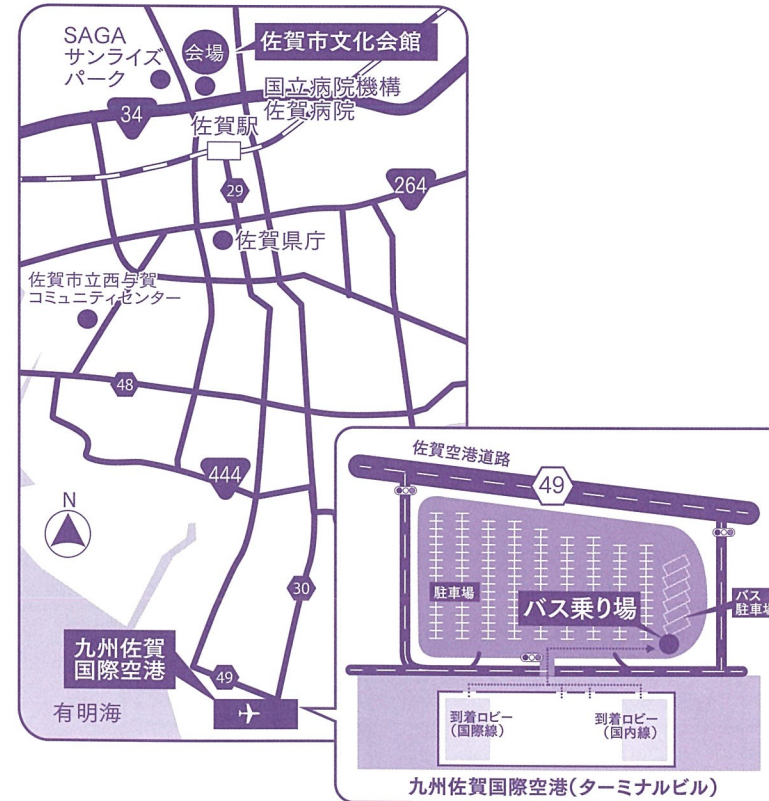 SAGA
サンライズ
パーク
会場
佐賀市文化会館
国立病院機構
佐賀病院
34
佐賀駅
29
264
佐賀県庁
佐賀市立西与賀
コミュニティセンター
48
444
N
30
九州佐賀
国際空港
49
有明海
佐賀空港道路
49
駐車場
バス乗り場
バス
駐車場
到着ロビー
(国際線)
到着ロビー
(国内線)
九州佐賀国際空港(ターミナルビル)